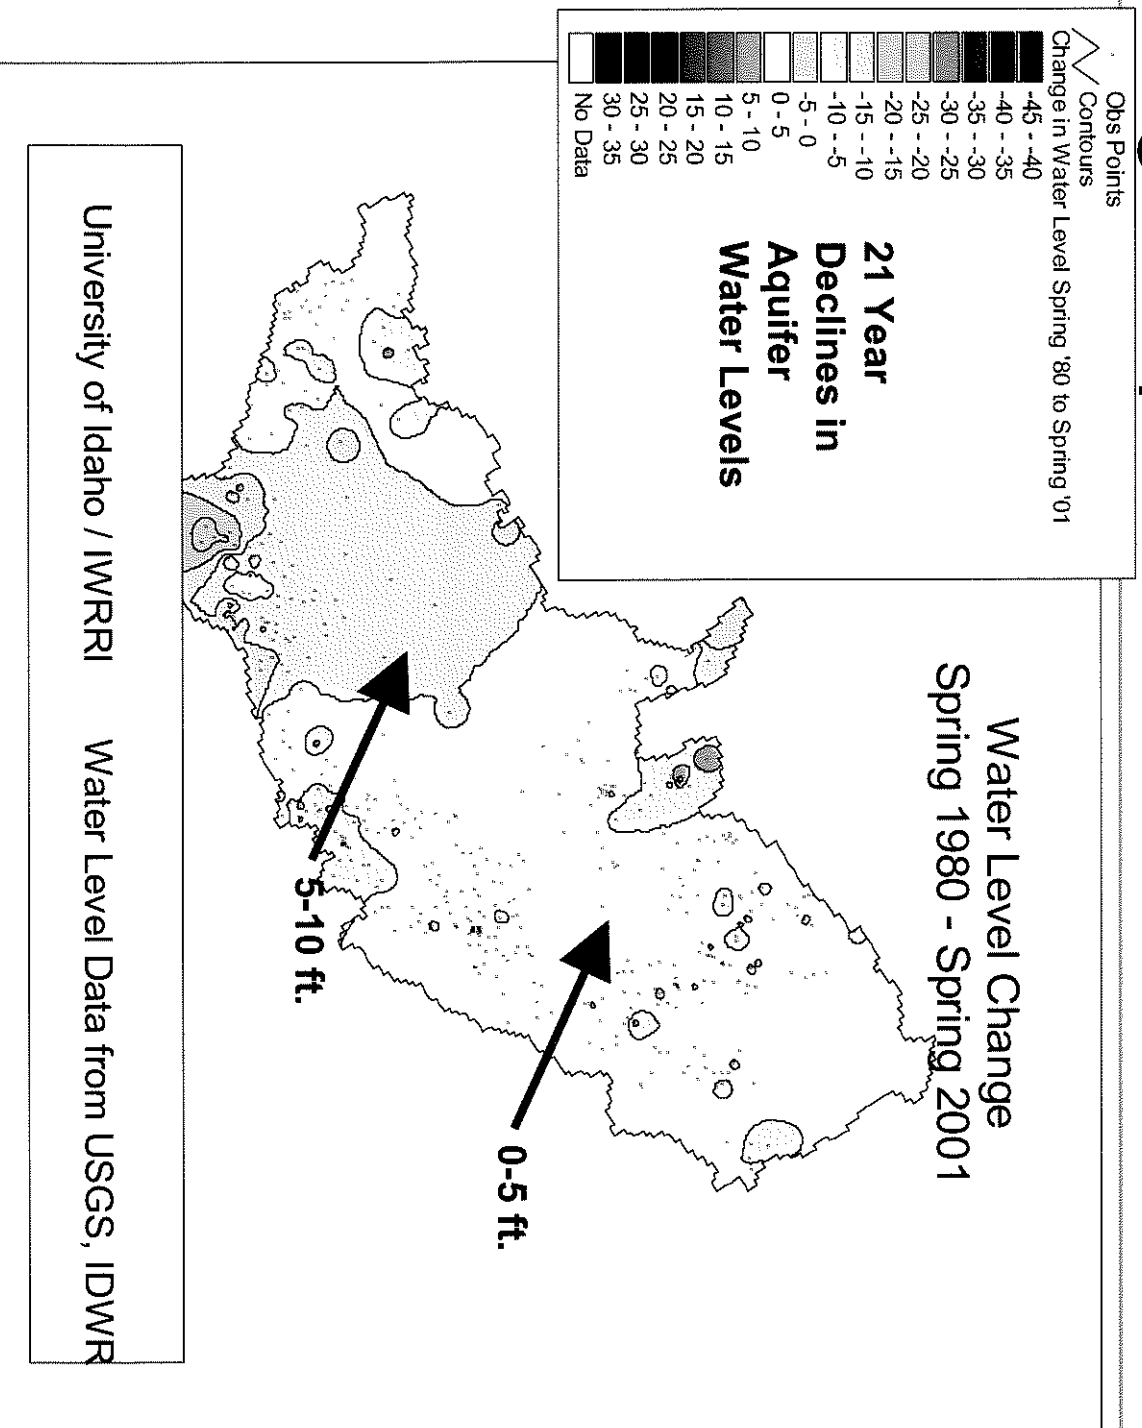 Water Level Change
Spring 1980 - Spring 2001
Obs Points
Contours
Change in Water Level Spring '80 to Spring '01
-45 - -40
-40 - -35
-35 - -30
-30 - -25
-25 - -20
-20 - -15
-15 - -10
-10 - -5
-5 - 0
0 - 5
5 - 10
10 - 15
15 - 20
20 - 25
25 - 30
30 - 35
No Data
21 Year
Declines in
Aquifer
Water Levels
0-5 ft.
5-10 ft.
University of Idaho / IWRRI Water Level Data from USGS, IDWR